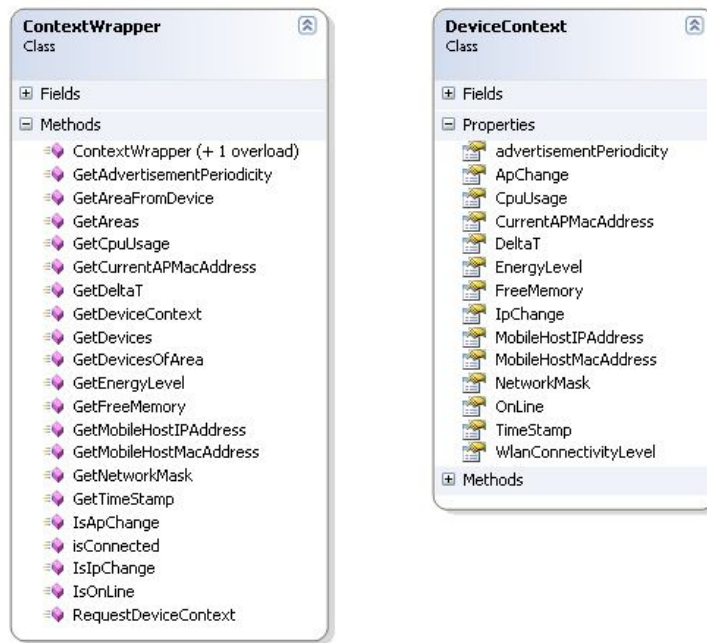 ContextWrapper
Class
Fields
Methods
ContextWrapper (+ 1 overload)
GetAdvertisementPeriodicity
GetAreaFromDevice
GetAreas
GetCpuUsage
GetCurrentAPMacAddress
GetDeltaT
GetDeviceContext
GetDevices
GetDevicesOfArea
GetEnergyLevel
GetFreeMemory
GetMobileHostIPAddress
GetMobileHostMacAddress
GetNetworkMask
GetTimeStamp
IsApChange
isConnected
IsIpChange
IsOnLine
RequestDeviceContext
DeviceContext
Class
Fields
Properties
advertisementPeriodicity
ApChange
CpuUsage
CurrentAPMacAddress
DeltaT
EnergyLevel
FreeMemory
IpChange
MobileHostIPAddress
MobileHostMacAddress
NetworkMask
OnLine
TimeStamp
WlanConnectivityLevel
Methods